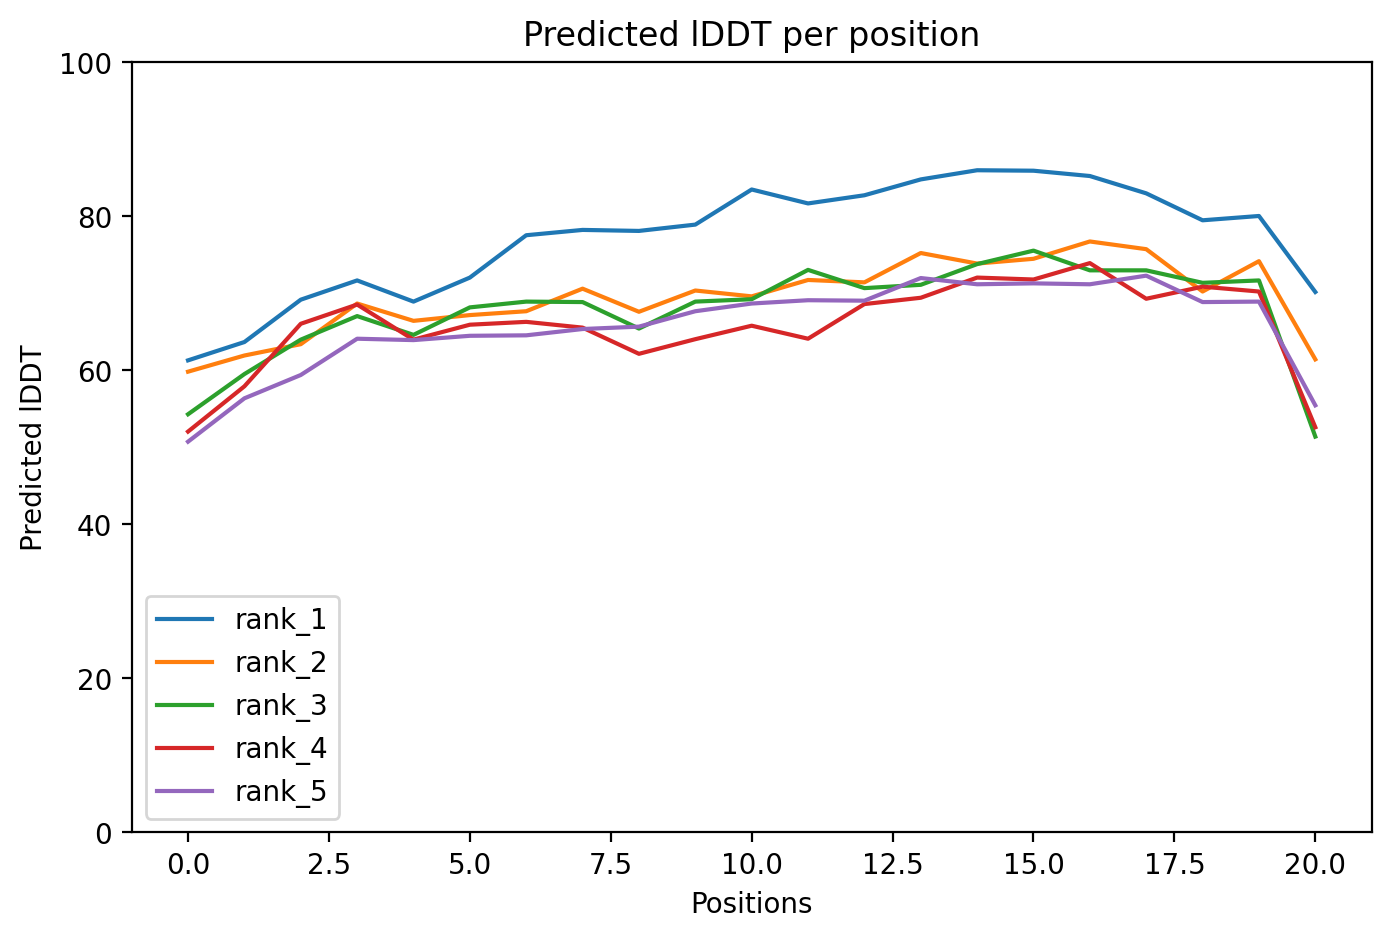 Predicted lDDT per position
100
80
60
40
20
0
Predicted lDDT
rank_1
rank_2
rank_3
rank_4
rank_5
0.0 2.5 5.0 7.5 10.0 12.5 15.0 17.5 20.0
Positions